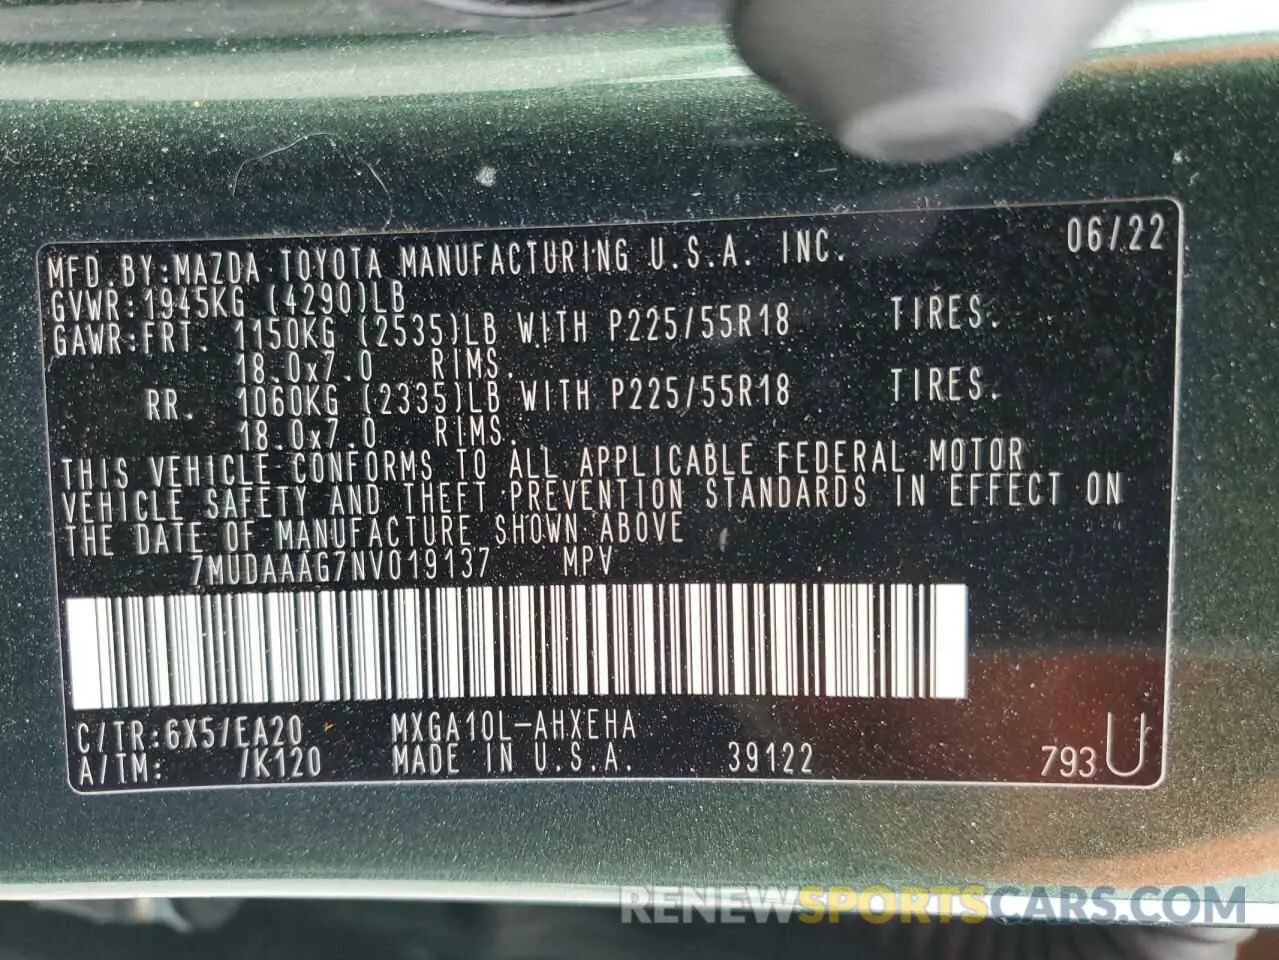 MFD.BY:MAZDA TOYOTA MANUFACTURING U.S.A. INC. 06/22
GVWR:1945KG (4290)LB
GAWR:FRT. 1150KG (2535)LB WITH P225/55R18 TIRES.
18.0x7.0 RIMS.
RR. 1060KG (2335)LB WITH P225/55R18 TIRES.
18.0x7.0 RIMS.
THIS VEHICLE CONFORMS TO ALL APPLICABLE FEDERAL MOTOR
VEHICLE SAFETY AND THEFT PREVENTION STANDARDS IN EFFECT ON
THE DATE OF MANUFACTURE SHOWN ABOVE
7MUDAAAG7NV019137 MPV
C/TR:6X5/EA20 MXGA10L-AHXEHA
A/TM: /K120 MADE IN U.S.A. 39122 793U
RENEWSPORTSCARS.COM